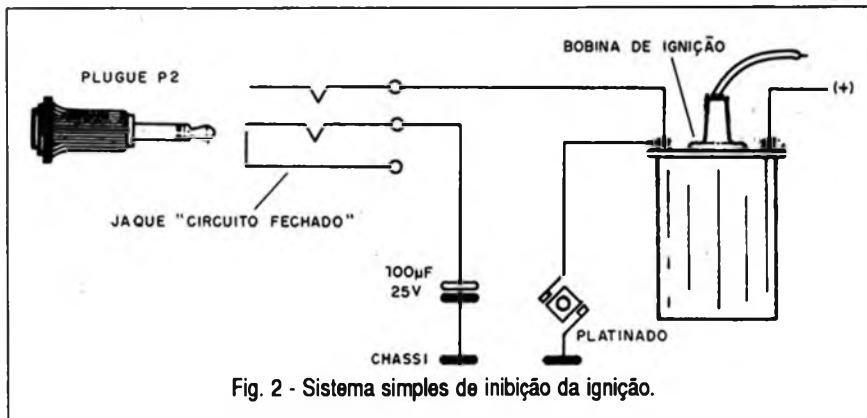 BOBINA DE IGNIÇÃO
PLUGUE P2
(+)
JAQUE "CIRCUITO FECHADO"
100µF
25V
PLATINADO
CHASSI
Fig. 2 - Sistema simples de inibição da ignição.